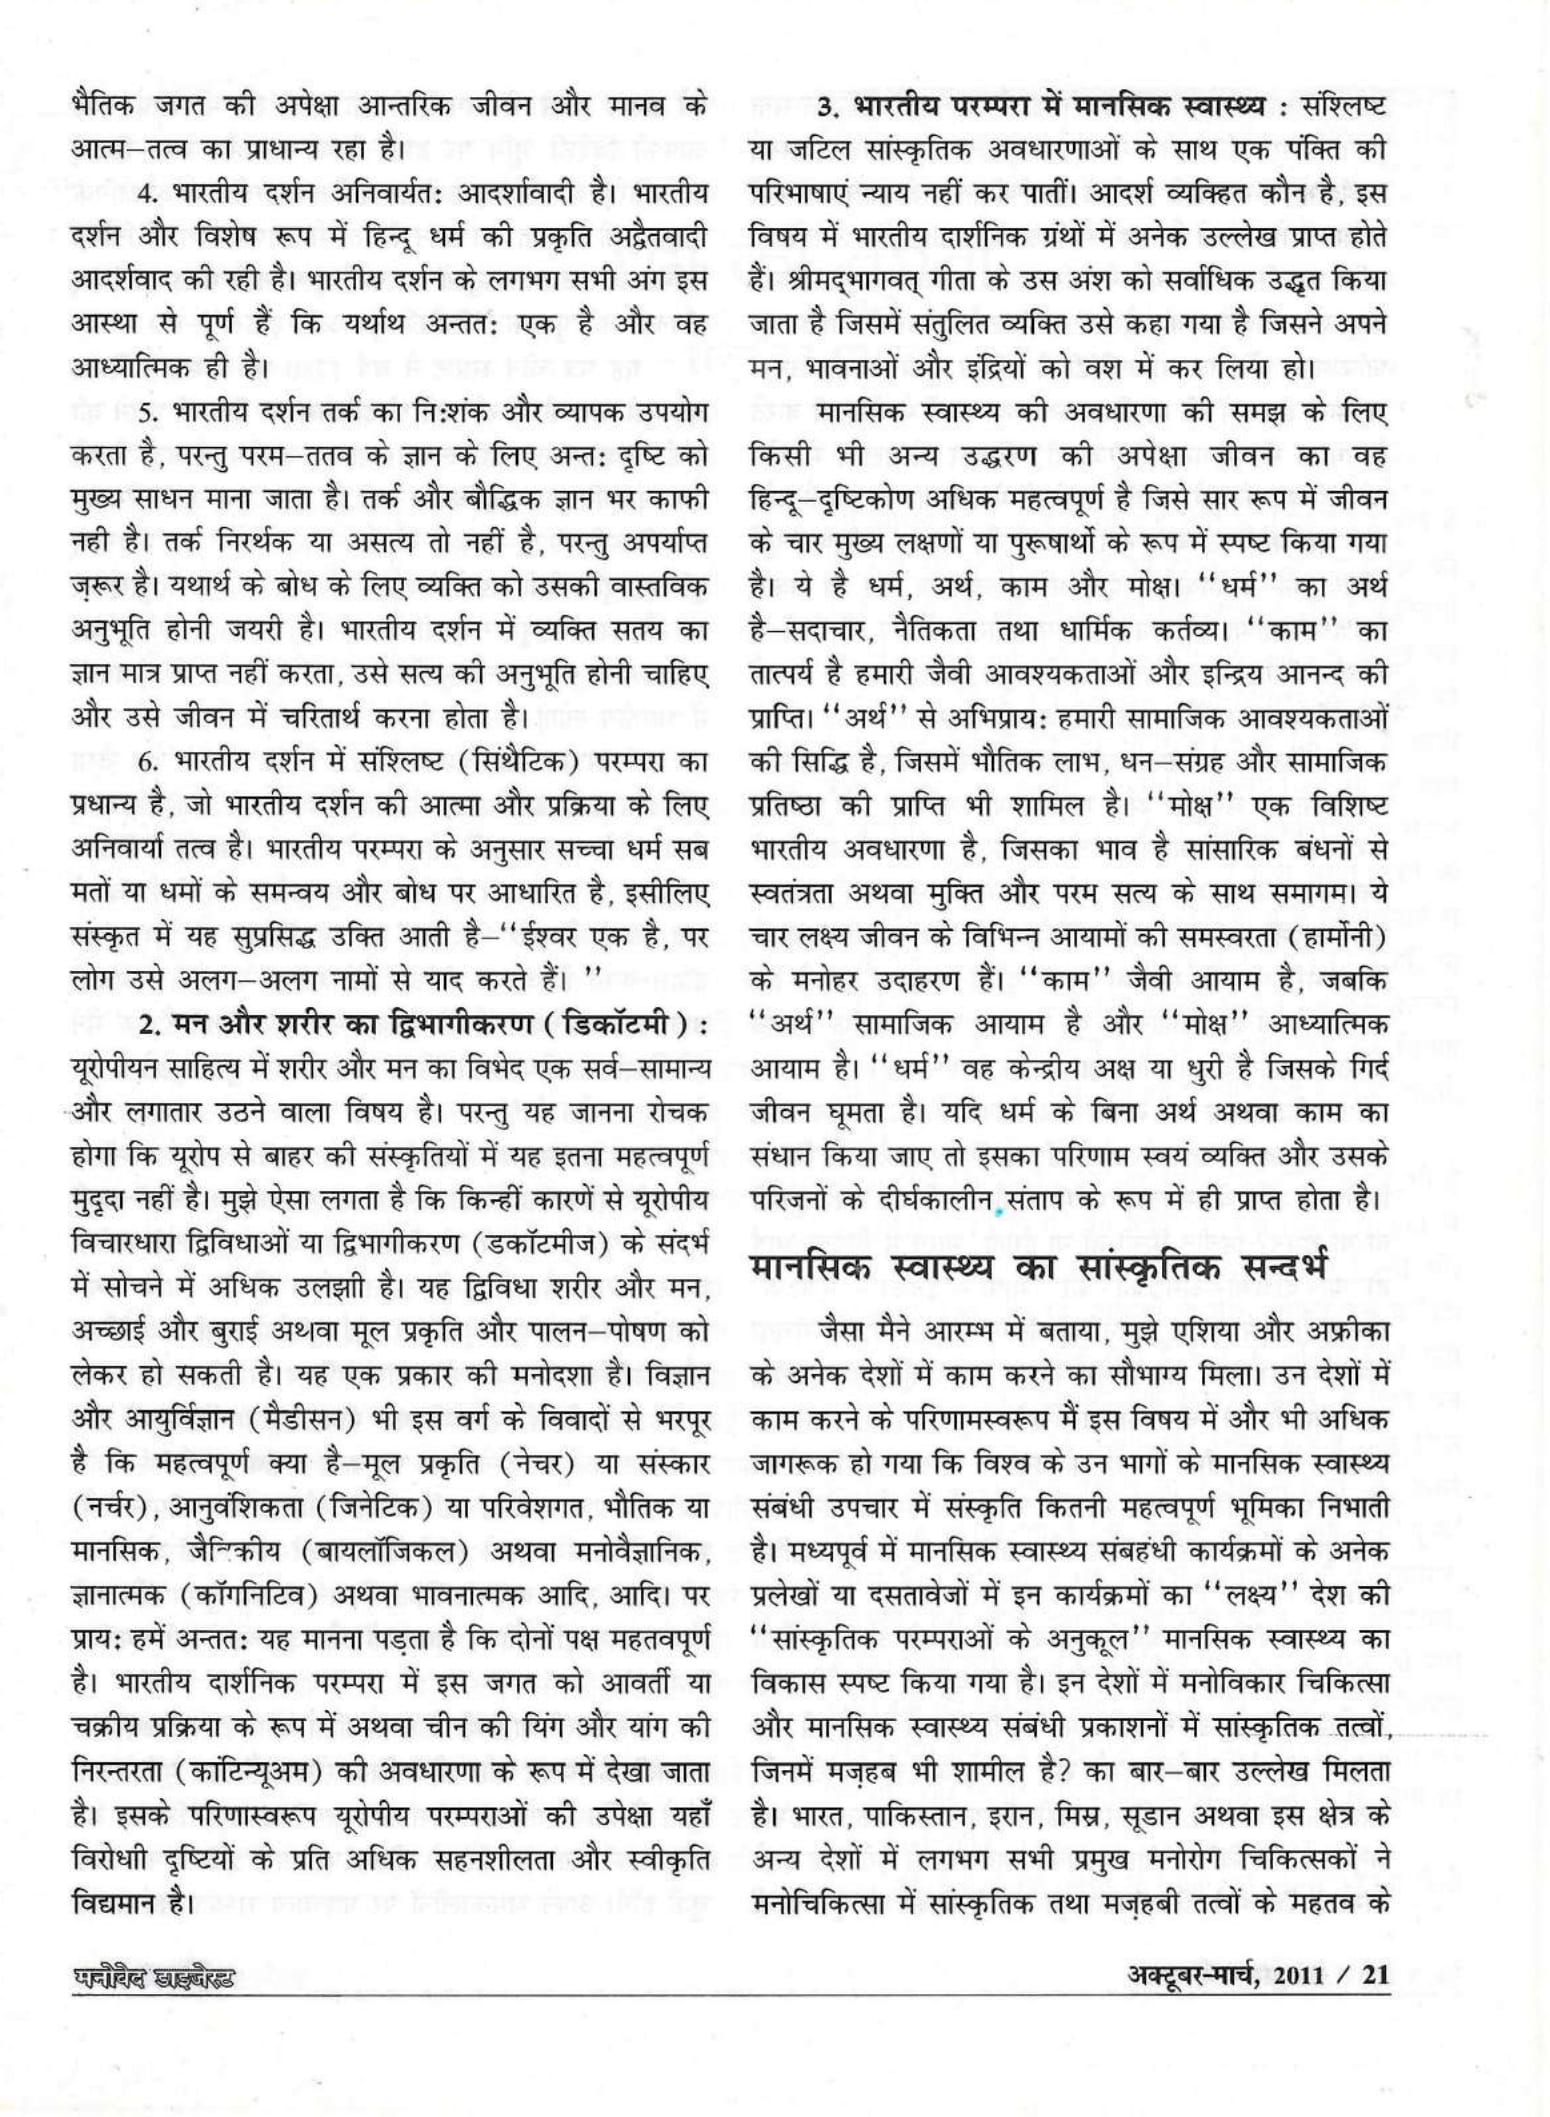 भैतिक जगत की अपेक्षा आन्तरिक जीवन और मानव के
आत्म–तत्व का प्राधान्य रहा है।
4. भारतीय दर्शन अनिवार्यत: आदर्शावादी है। भारतीय
दर्शन और विशेष रूप में हिन्दू धर्म की प्रकृति अद्वैतवादी
आदर्शवाद की रही है। भारतीय दर्शन के लगभग सभी अंग इस
आस्था से पूर्ण हैं कि यर्थाथ अन्तत: एक है और वह
आध्यात्मिक ही है।
5. भारतीय दर्शन तर्क का नि:शंक और व्यापक उपयोग
करता है, परन्तु परम–ततव के ज्ञान के लिए अन्त: दृष्टि को
मुख्य साधन माना जाता है। तर्क और बौद्धिक ज्ञान भर काफी
नही है। तर्क निरर्थक या असत्य तो नहीं है, परन्तु अपर्याप्त
ज़रूर है। यथार्थ के बोध के लिए व्यक्ति को उसकी वास्तविक
अनुभूति होनी जयरी है। भारतीय दर्शन में व्यक्ति सतय का
ज्ञान मात्र प्राप्त नहीं करता, उसे सत्य की अनुभूति होनी चाहिए
और उसे जीवन में चरितार्थ करना होता है।
6. भारतीय दर्शन में संश्लिष्ट (सिंथैटिक) परम्परा का
प्रधान्य है, जो भारतीय दर्शन की आत्मा और प्रक्रिया के लिए
अनिवार्या तत्व है। भारतीय परम्परा के अनुसार सच्चा धर्म सब
मतों या धमों के समन्वय और बोध पर आधारित है, इसीलिए
संस्कृत में यह सुप्रसिद्ध उक्ति आती है–“ईश्वर एक है, पर
लोग उसे अलग–अलग नामों से याद करते हैं। ”
2. मन और शरीर का द्विभागीकरण (डिकॉटमी) :
यूरोपीयन साहित्य में शरीर और मन का विभेद एक सर्व–सामान्य
और लगातार उठने वाला विषय है। परन्तु यह जानना रोचक
होगा कि यूरोप से बाहर की संस्कृतियों में यह इतना महत्वपूर्ण
मुदृदा नहीं है। मुझे ऐसा लगता है कि किन्हीं कारणें से यूरोपीय
विचारधारा द्विविधाओं या द्विभागीकरण (डकॉटमीज) के संदर्भ
में सोचने में अधिक उलझाी है। यह द्विविधा शरीर और मन,
अच्छाई और बुराई अथवा मूल प्रकृति और पालन–पोषण को
लेकर हो सकती है। यह एक प्रकार की मनोदशा है। विज्ञान
और आयुर्विज्ञान (मैडीसन) भी इस वर्ग के विवादों से भरपूर
है कि महत्वपूर्ण क्या है–मूल प्रकृति (नेचर) या संस्कार
(नर्चर), आनुवंशिकता (जिनेटिक) या परिवेशगत, भौतिक या
मानसिक, (बायलॉजिकल) अथवा मनोवैज्ञानिक,
ज्ञानात्मक (कॉगनिटिव) अथवा भावनात्मक आदि, आदि। पर
प्राय: हमें अन्तत: यह मानना पड़ता है कि दोनों पक्ष महतवपूर्ण
है। भारतीय दार्शनिक परम्परा में इस जगत को आवर्ती या
चक्रीय प्रक्रिया के रूप में अथवा चीन की यिंग और यांग की
निरन्तरता (कांटिन्यूअम) की अवधारणा के रूप में देखा जाता
है। इसके परिणास्वरूप यूरोपीय परम्पराओं की उपेक्षा यहाँ
विरोधाी दृष्टियों के प्रति अधिक सहनशीलता और स्वीकृति
विद्यमान है।
3. भारतीय परम्परा में मानसिक स्वास्थ्य : संश्लिष्ट
या जटिल सांस्कृतिक अवधारणाओं के साथ एक पंक्ति की
परिभाषाएं न्याय नहीं कर पातीं। आदर्श व्यक्हित कौन है, इस
विषय में भारतीय दार्शनिक ग्रंथों में अनेक उल्लेख प्राप्त होते
हैं। श्रीमद्भागवत् गीता के उस अंश को सर्वाधिक उद्धृत किया
जाता है जिसमें संतुलित व्यक्ति उसे कहा गया है जिसने अपने
मन, भावनाओं और इंद्रियों को वश में कर लिया हो।
मानसिक स्वास्थ्य की अवधारणा की समझ के लिए
किसी भी अन्य उद्धरण की अपेक्षा जीवन का वह
हिन्दू–दृष्टिकोण अधिक महत्वपूर्ण है जिसे सार रूप में जीवन
के चार मुख्य लक्षणों या पुरूषार्थो के रूप में स्पष्ट किया गया
है। ये है धर्म, अर्थ, काम और मोक्ष। “धर्म” का अर्थ
है–सदाचार, नैतिकता तथा धार्मिक कर्तव्य। “काम” का
तात्पर्य है हमारी जैवी आवश्यकताओं और इन्द्रिय आनन्द की
प्राप्ति। “अर्थ” से अभिप्राय: हमारी सामाजिक आवश्यकताओं
की सिद्धि है, जिसमें भौतिक लाभ, धन–संग्रह और सामाजिक
प्रतिष्ठा की प्राप्ति भी शामिल है। “मोक्ष” एक विशिष्ट
भारतीय अवधारणा है, जिसका भाव है सांसारिक बंधनों से
स्वतंत्रता अथवा मुक्ति और परम सत्य के साथ समागम। ये
चार लक्ष्य जीवन के विभिन्न आयामों की समस्वरता (हार्मोनी)
के मनोहर उदाहरण हैं। “काम” जैवी आयाम है, जबकि
“अर्थ” सामाजिक आयाम है और “मोक्ष” आध्यात्मिक
आयाम है। “धर्म” वह केन्द्रीय अक्ष या धुरी है जिसके गिर्द
जीवन घूमता है। यदि धर्म के बिना अर्थ अथवा काम का
संधान किया जाए तो इसका परिणाम स्वयं व्यक्ति और उसके
परिजनों के दीर्घकालीन संताप के रूप में ही प्राप्त होता है।
मानसिक स्वास्थ्य का सांस्कृतिक सन्दर्भ
जैसा मैने आरम्भ में बताया, मुझे एशिया और अफ्रीका
के अनेक देशों में काम करने का सौभाग्य मिला। उन देशों में
काम करने के परिणामस्वरूप मैं इस विषय में और भी अधिक
जागरूक हो गया कि विश्व के उन भागों के मानसिक स्वास्थ्य
संबंधी उपचार में संस्कृति कितनी महत्वपूर्ण भूमिका निभाती
है। मध्यपूर्व में मानसिक स्वास्थ्य संबहंधी कार्यक्रमों के अनेक
प्रलेखों या दसतावेजों में इन कार्यक्रमों का “लक्ष्य” देश की
“सांस्कृतिक परम्पराओं के अनुकूल” मानसिक स्वास्थ्य का
विकास स्पष्ट किया गया है। इन देशों में मनोविकार चिकित्सा
और मानसिक स्वास्थ्य संबंधी प्रकाशनों में सांस्कृतिक तत्वों,
जिनमें मज़हब भी शामील है? का बार–बार उल्लेख मिलता
है। भारत, पाकिस्तान, इरान, मिस्र, सूडान अथवा इस क्षेत्र के
अन्य देशों में लगभग सभी प्रमुख मनोरोग चिकित्सकों ने
मनोचिकित्सा में सांस्कृतिक तथा मज़हबी तत्वों के महतव के
मनोवेद डाइजेस्ट
अक्टूबर-मार्च, 2011 / 21